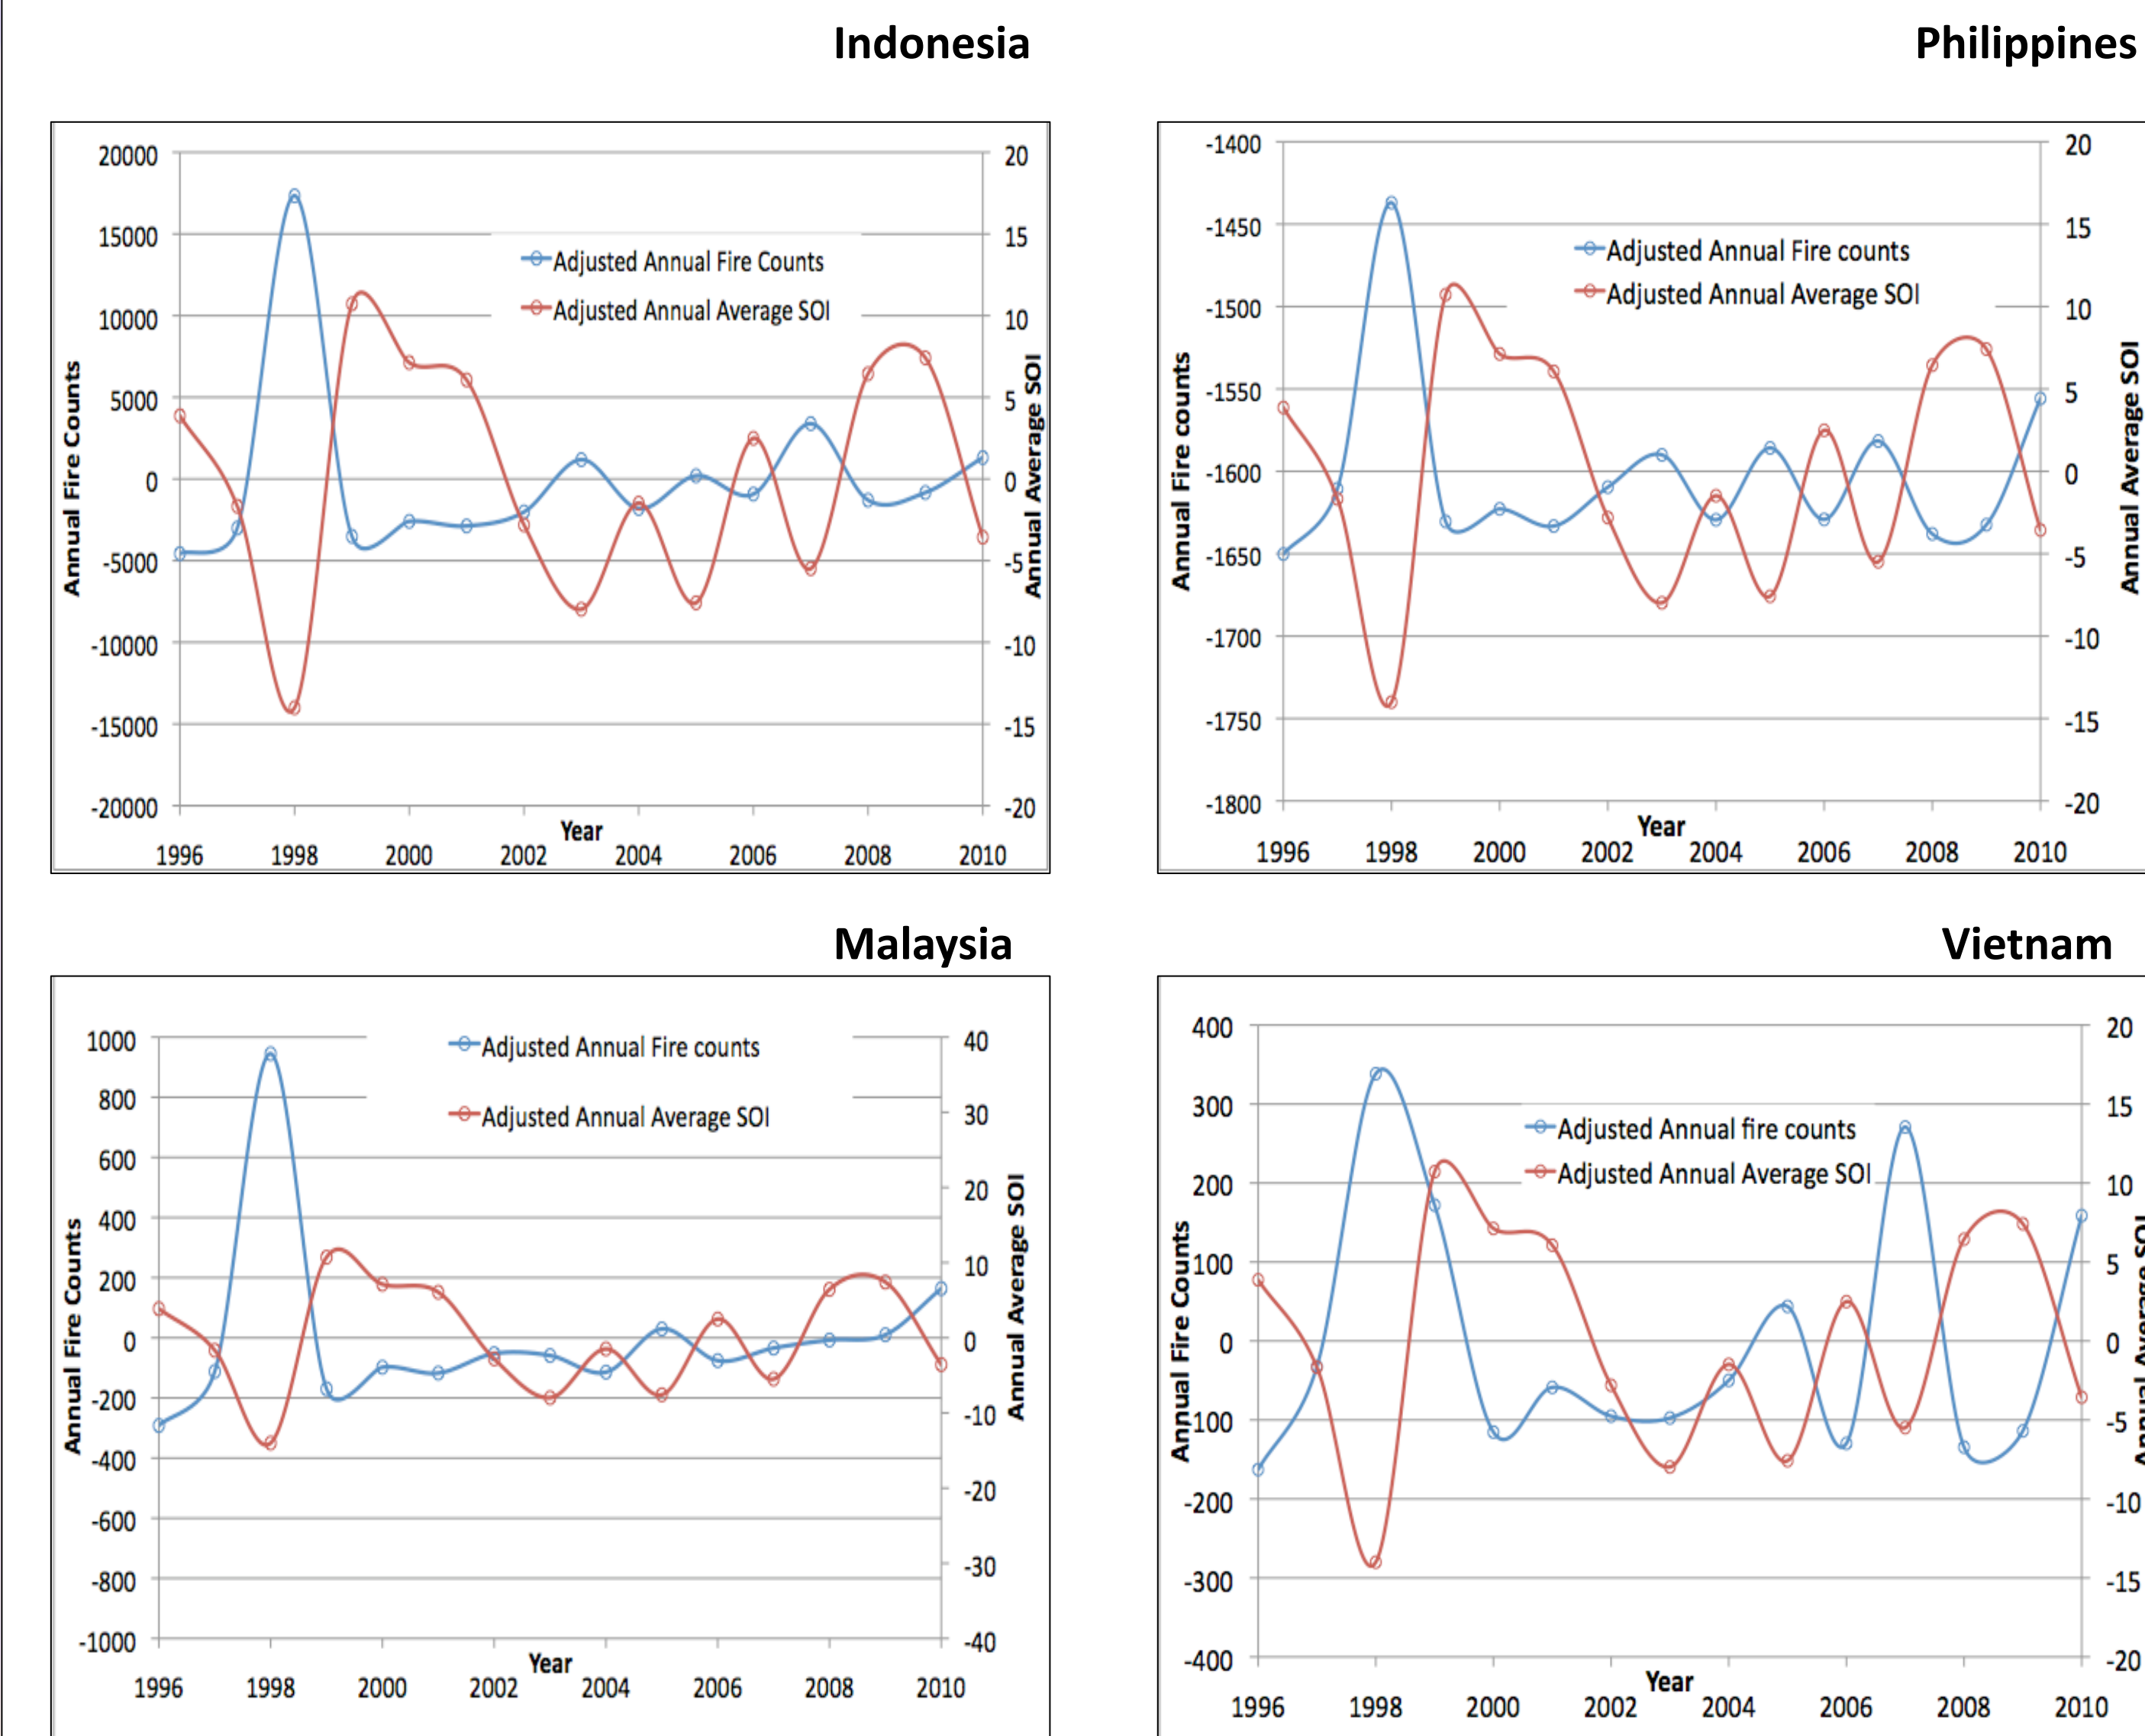 Indonesia
20000
15000
10000
5000
0
-5000
-10000
-15000
-20000
Annual Fire Counts
Adjusted Annual Fire Counts
Adjusted Annual Average SOI
20
15
10
5
0
-5
-10
-15
-20
Annual Average SOI
Year
1996 1998 2000 2002 2004 2006 2008 2010
Philippines
-1400
-1450
-1500
-1550
-1600
-1650
-1700
-1750
-1800
Annual Fire counts
Adjusted Annual Fire counts
Adjusted Annual Average SOI
20
15
10
5
0
-5
-10
-15
-20
Annual Average SOI
Year
1996 1998 2000 2002 2004 2006 2008 2010
Malaysia
1000
800
600
400
200
0
-200
-400
-600
-800
-1000
Annual Fire Counts
Adjusted Annual Fire counts
Adjusted Annual Average SOI
40
30
20
10
0
-10
-20
-30
-40
Annual Average SOI
Year
1996 1998 2000 2002 2004 2006 2008 2010
Vietnam
400
300
200
100
0
-100
-200
-300
-400
Annual Fire Counts
Adjusted Annual fire counts
Adjusted Annual Average SOI
20
15
10
5
0
-5
-10
-15
-20
Annual Average SOI
Year
1996 1998 2000 2002 2004 2006 2008 2010